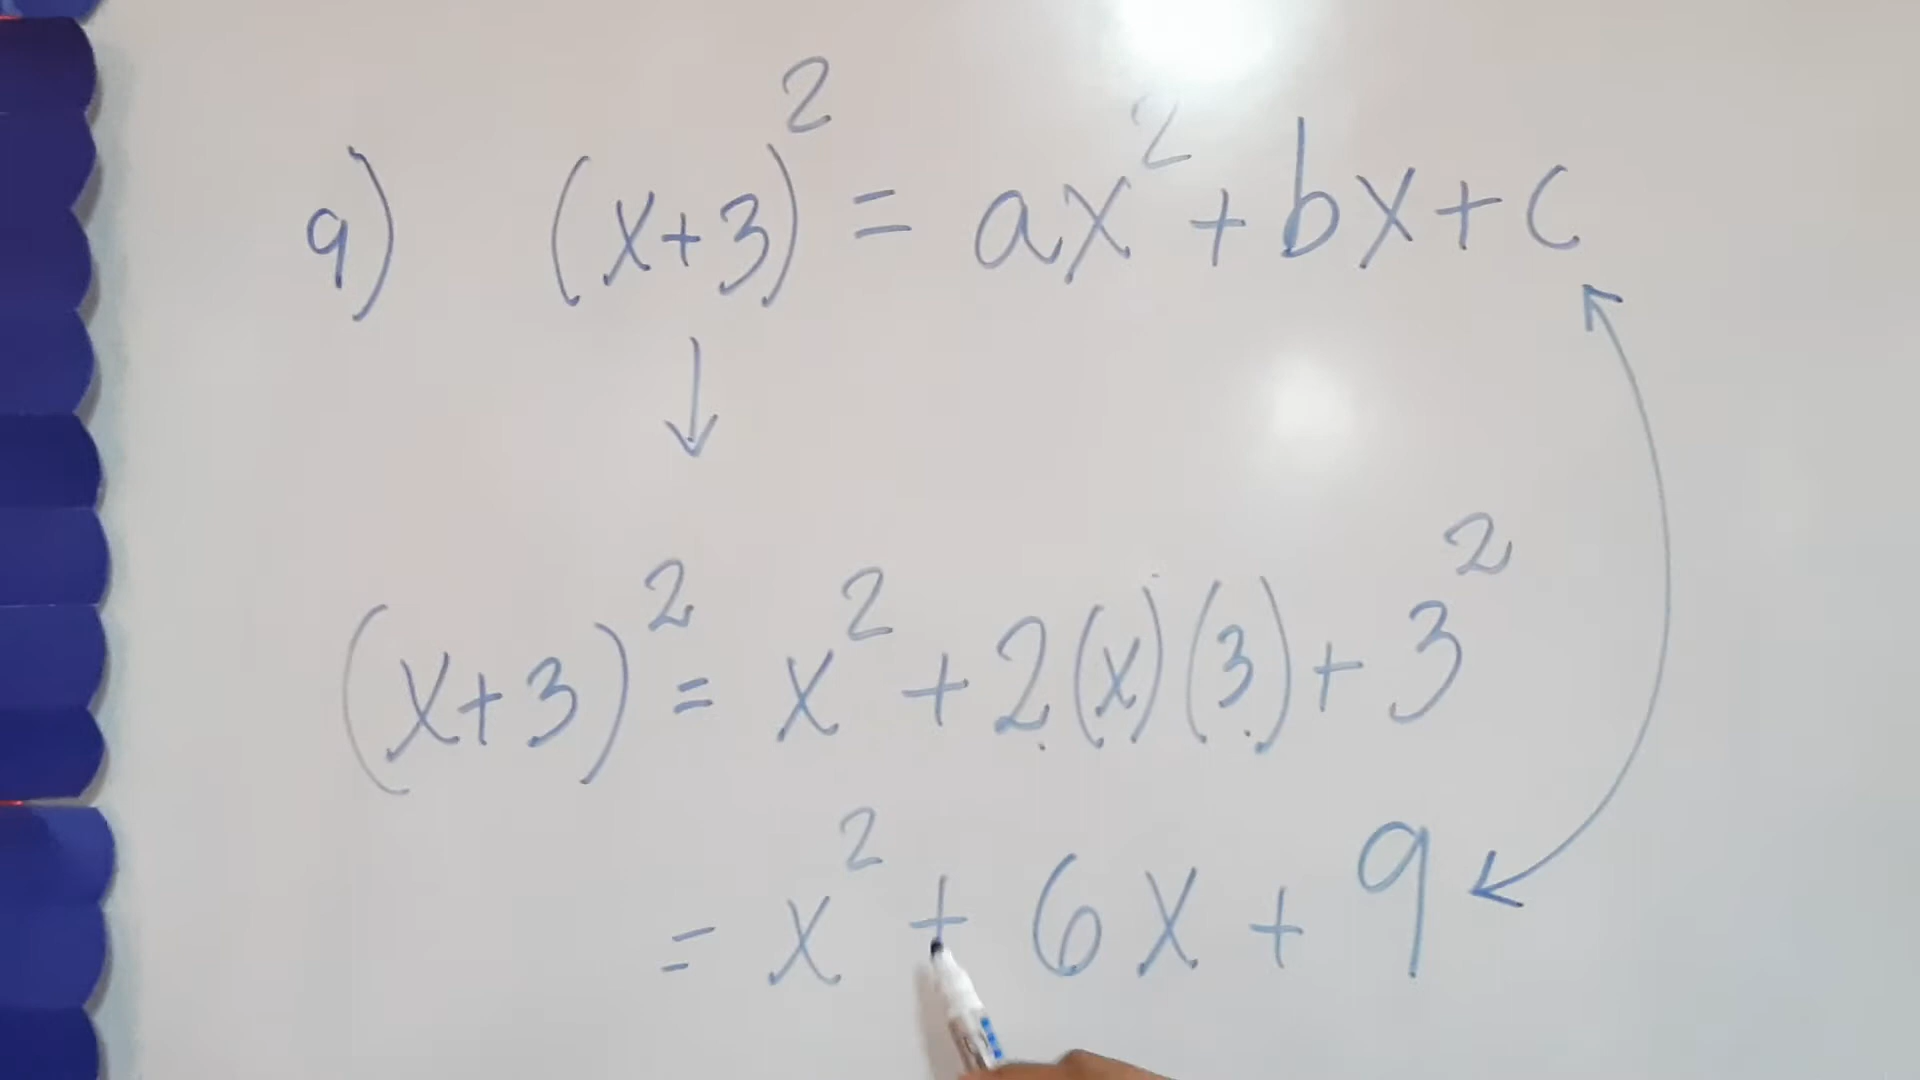 9) (x+3)² = ax² + bx + c
(x+3)² = x² + 2(x)(3) + 3²
= x² + 6x + 9